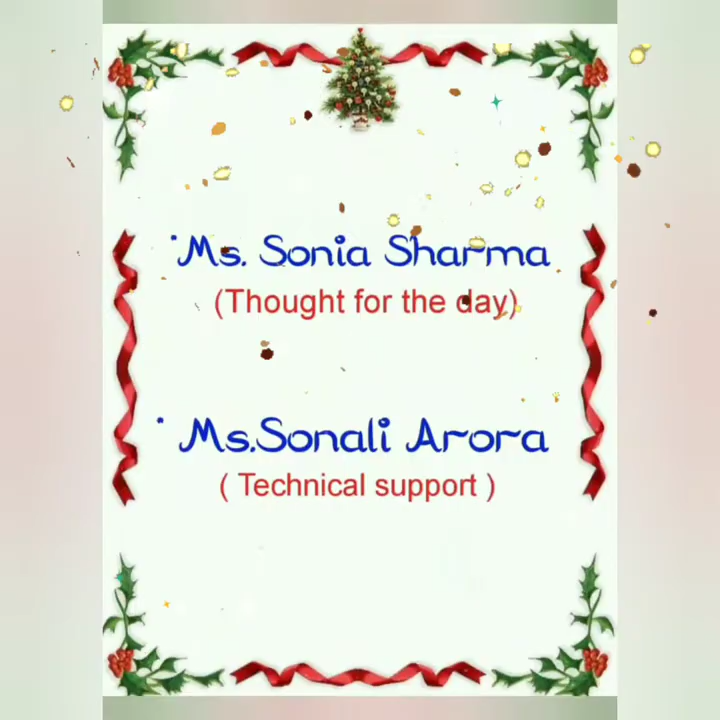 Ms. Sonia Sharma
(Thought for the day)
Ms.Sonali Arora
( Technical support )